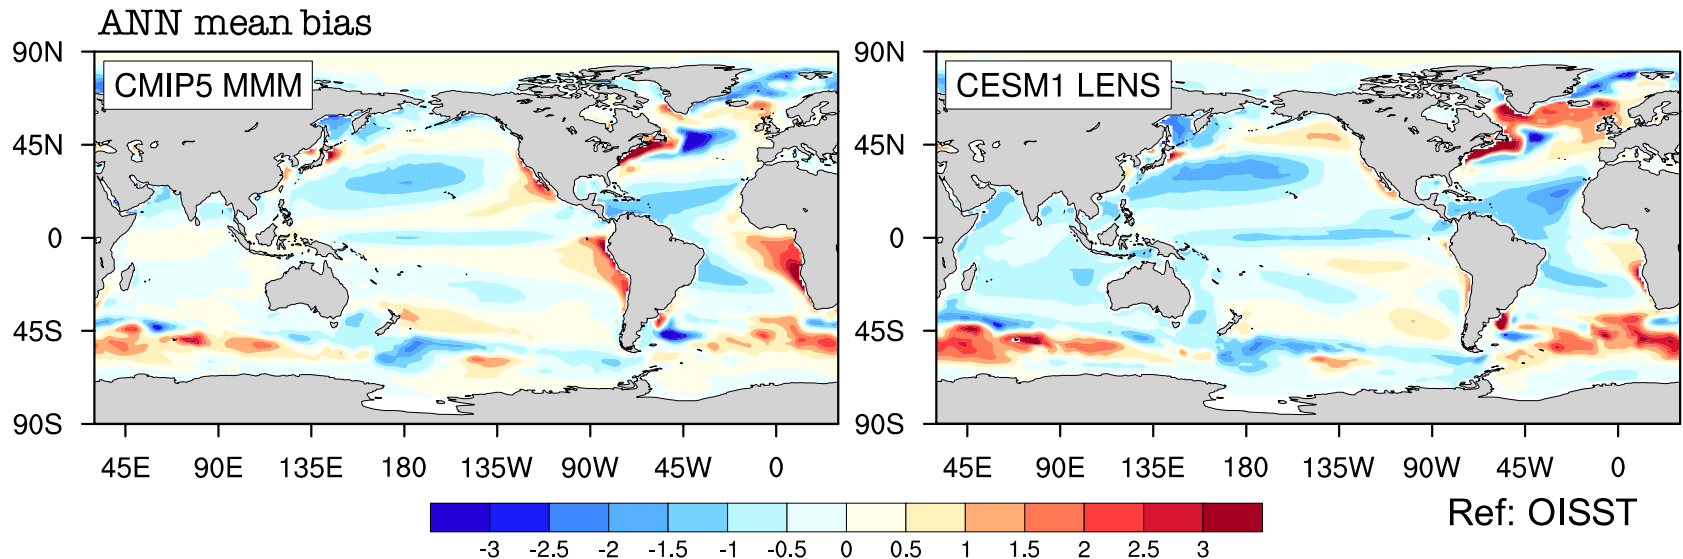 ANN mean bias
CMIP5 MMM
CESM1 LENS
90N
45N
0
45S
90S
90N
45N
0
45S
90S
45E 90E 135E 180 135W 90W 45W 0
45E 90E 135E 180 135W 90W 45W 0
-3 -2.5 -2 -1.5 -1 -0.5 0 0.5 1 1.5 2 2.5 3
Ref: OISST